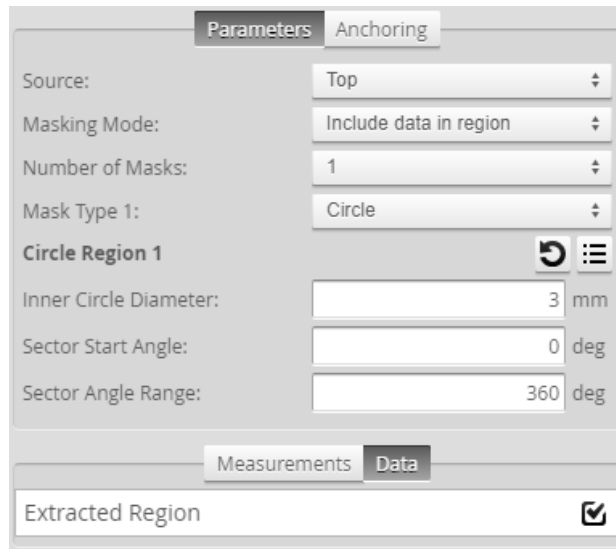 Parameters Anchoring
Source: Top
Masking Mode: Include data in region
Number of Masks: 1
Mask Type 1: Circle
Circle Region 1
Inner Circle Diameter: 3 mm
Sector Start Angle: 0 deg
Sector Angle Range: 360 deg
Measurements Data
Extracted Region